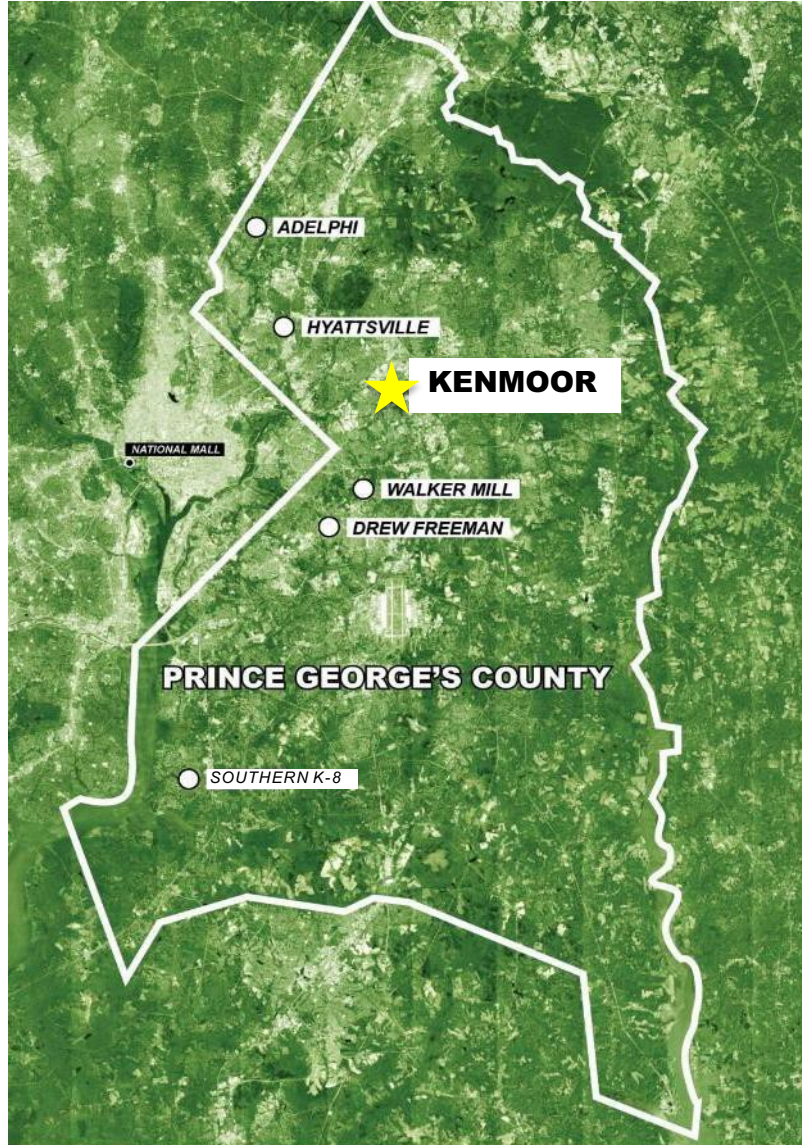 ADELPHI
HYATTSVILLE
KENMOOR
NATIONAL MALL
WALKER MILL
DREW FREEMAN
PRINCE GEORGE'S COUNTY
SOUTHERN K-8